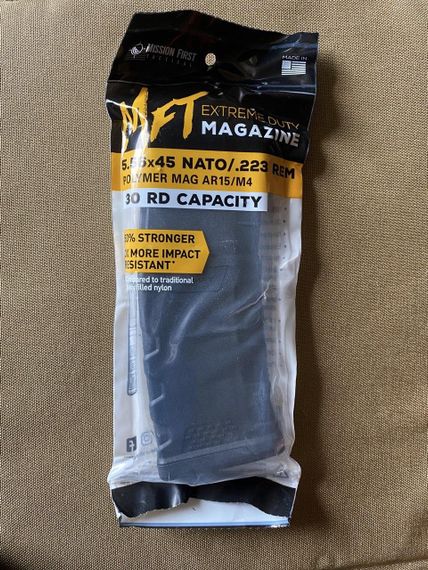 MISSION FIRST
TACTICAL
MADE IN
MFT
EXTREME DUTY
MAGAZINE
5.56x45 NATO/.223 REM
POLYMER MAG AR15/M4
30 RD CAPACITY
50% STRONGER
MORE IMPACT
RESISTANT*
to traditional
filled nylon